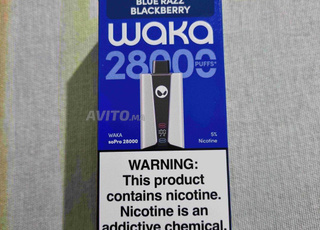 BLUE RAZZ
BLACKBERRY
waka
28000
PUFFS*
AVITO.ma
WAKA
soPro 28000
100
5%
Nicotine
WARNING:
This product
contains nicotine.
Nicotine is an
addictive chemical.